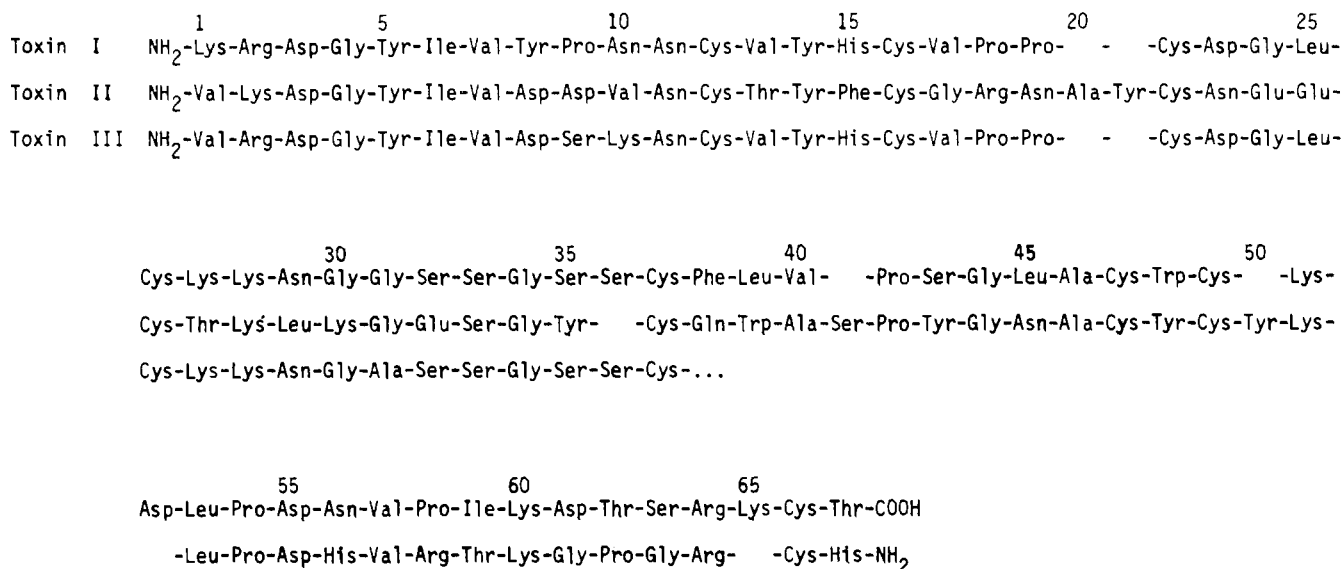 1 5 10 15 20 25
Toxin I NH2-Lys-Arg-Asp-Gly-Tyr-Ile-Val-Tyr-Pro-Asn-Asn-Cys-Val-Tyr-His-Cys-Val-Pro-Pro- - -Cys-Asp-Gly-Leu-
Toxin II NH2-Val-Lys-Asp-Gly-Tyr-Ile-Val-Asp-Asp-Val-Asn-Cys-Thr-Tyr-Phe-Cys-Gly-Arg-Asn-Ala-Tyr-Cys-Asn-Glu-Glu-
Toxin III NH2-Val-Arg-Asp-Gly-Tyr-Ile-Val-Asp-Ser-Lys-Asn-Cys-Val-Tyr-His-Cys-Val-Pro-Pro- - -Cys-Asp-Gly-Leu-
30 35 40 45 50
Cys-Lys-Lys-Asn-Gly-Gly-Ser-Ser-Gly-Ser-Ser-Cys-Phe-Leu-Val- -Pro-Ser-Gly-Leu-Ala-Cys-Trp-Cys- -Lys-
Cys-Thr-Lys-Leu-Lys-Gly-Glu-Ser-Gly-Tyr- -Cys-Gln-Trp-Ala-Ser-Pro-Tyr-Gly-Asn-Ala-Cys-Tyr-Cys-Tyr-Lys-
Cys-Lys-Lys-Asn-Gly-Ala-Ser-Ser-Gly-Ser-Ser-Cys-...
55 60 65
Asp-Leu-Pro-Asp-Asn-Val-Pro-Ile-Lys-Asp-Thr-Ser-Arg-Lys-Cys-Thr-COOH
-Leu-Pro-Asp-His-Val-Arg-Thr-Lys-Gly-Pro-Gly-Arg- -Cys-His-NH2